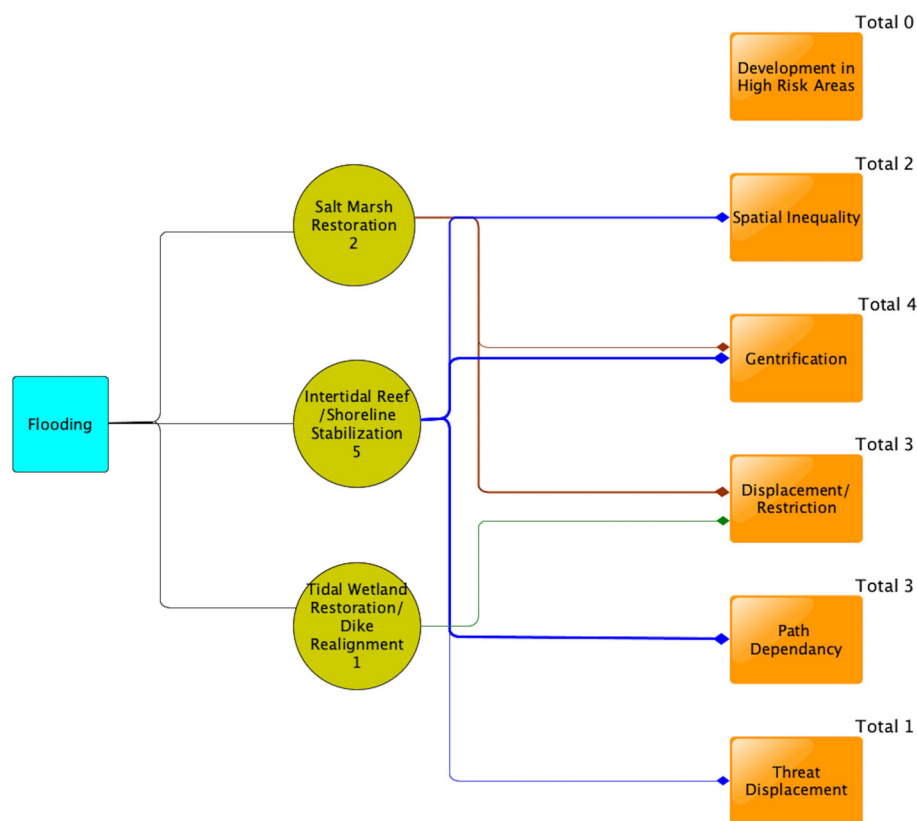 Total 0
Development in
High Risk Areas
Total 2
Salt Marsh
Restoration
2
Spatial Inequality
Total 4
Gentrification
Flooding
Intertidal Reef
/Shoreline
Stabilization
5
Total 3
Displacement/
Restriction
Tidal Wetland
Restoration/
Dike
Realignment
1
Total 3
Path
Dependancy
Total 1
Threat
Displacement